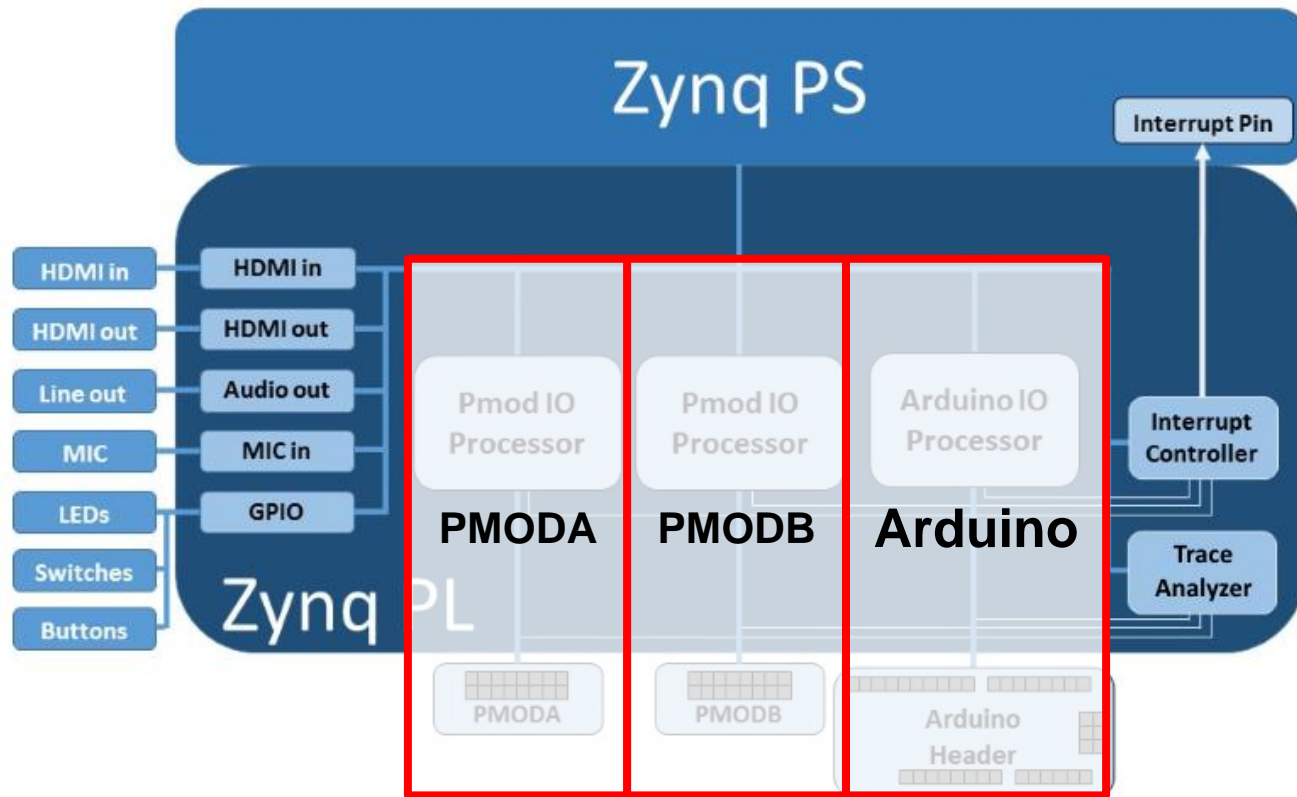 Zynq PS
Interrupt Pin
HDMI in
HDMI in
HDMI out
HDMI out
Line out
Audio out
MIC
MIC in
LEDs
GPIO
Switches
Buttons
Pmod IO
Processor
Pmod IO
Processor
Arduino IO
Processor
Interrupt
Controller
PMODA
PMODB
Arduino
Trace
Analyzer
Zynq PL
PMODA
PMODB
Arduino
Header